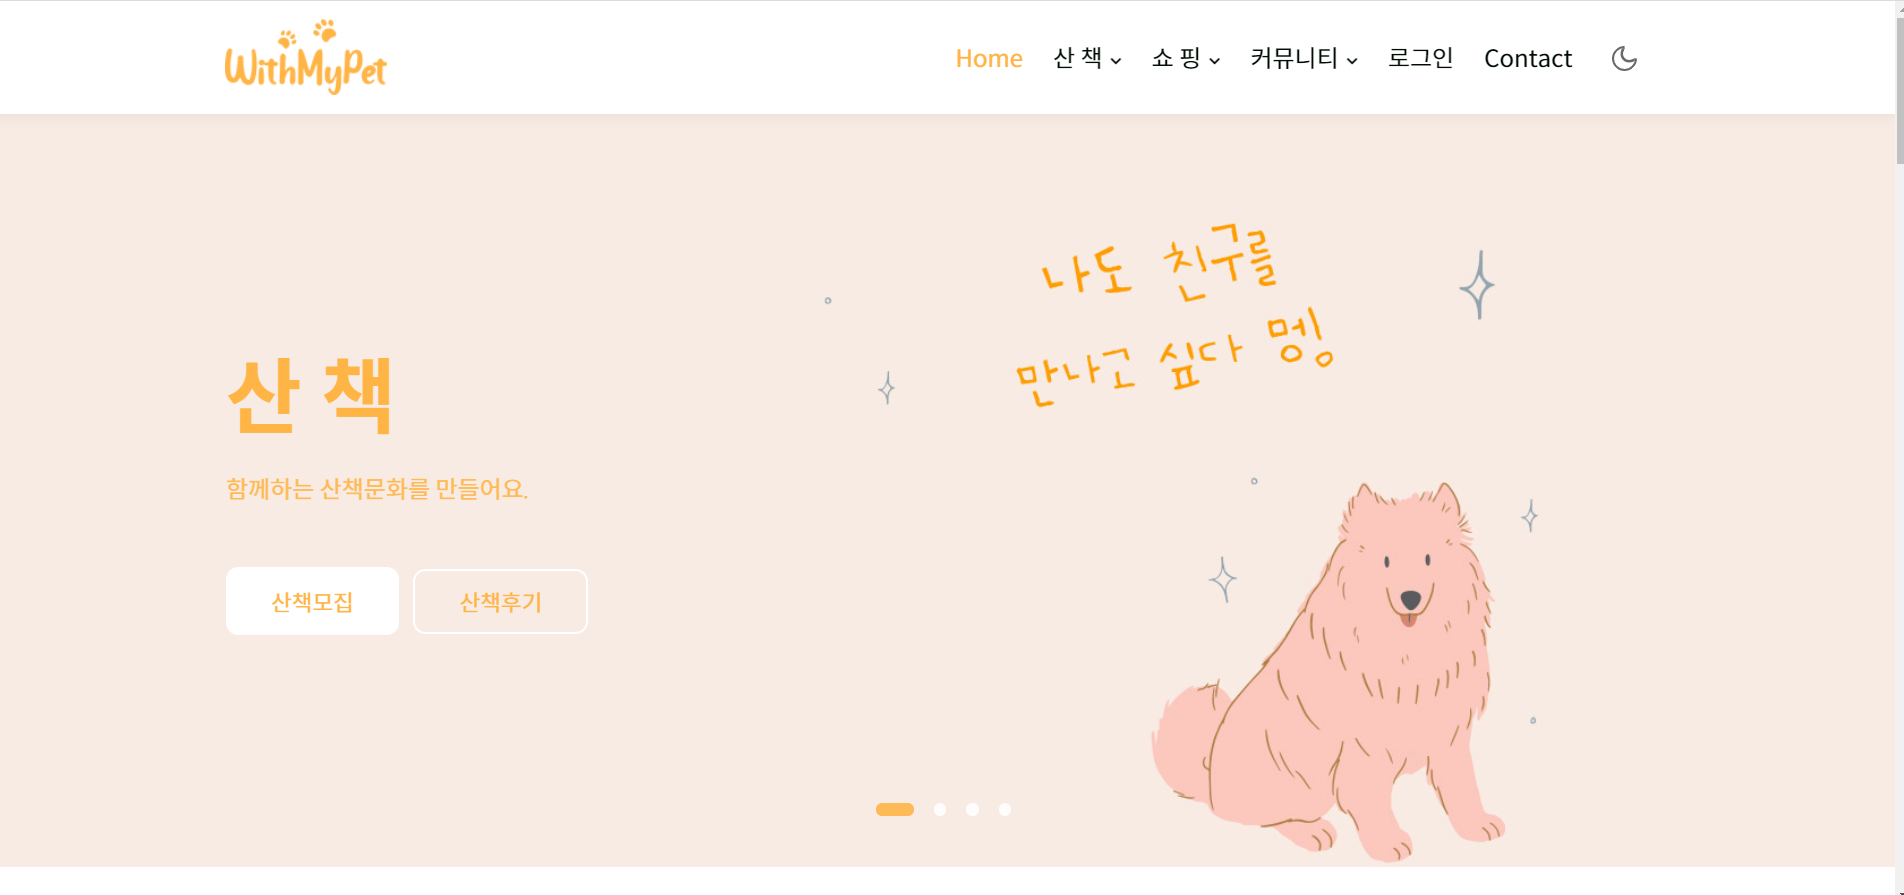 WithMyPet
Home 산 책 쇼 핑 커뮤니티 로그인 Contact
나도 친구를
만나고 싶다 멩
산 책
함께하는 산책문화를 만들어요.
산책모집 산책후기